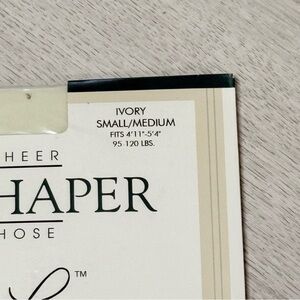 IVORY
SMALL/MEDIUM
FITS 4'11"-5'4"
95-120 LBS.
HEER
HAPER
HOSE
™